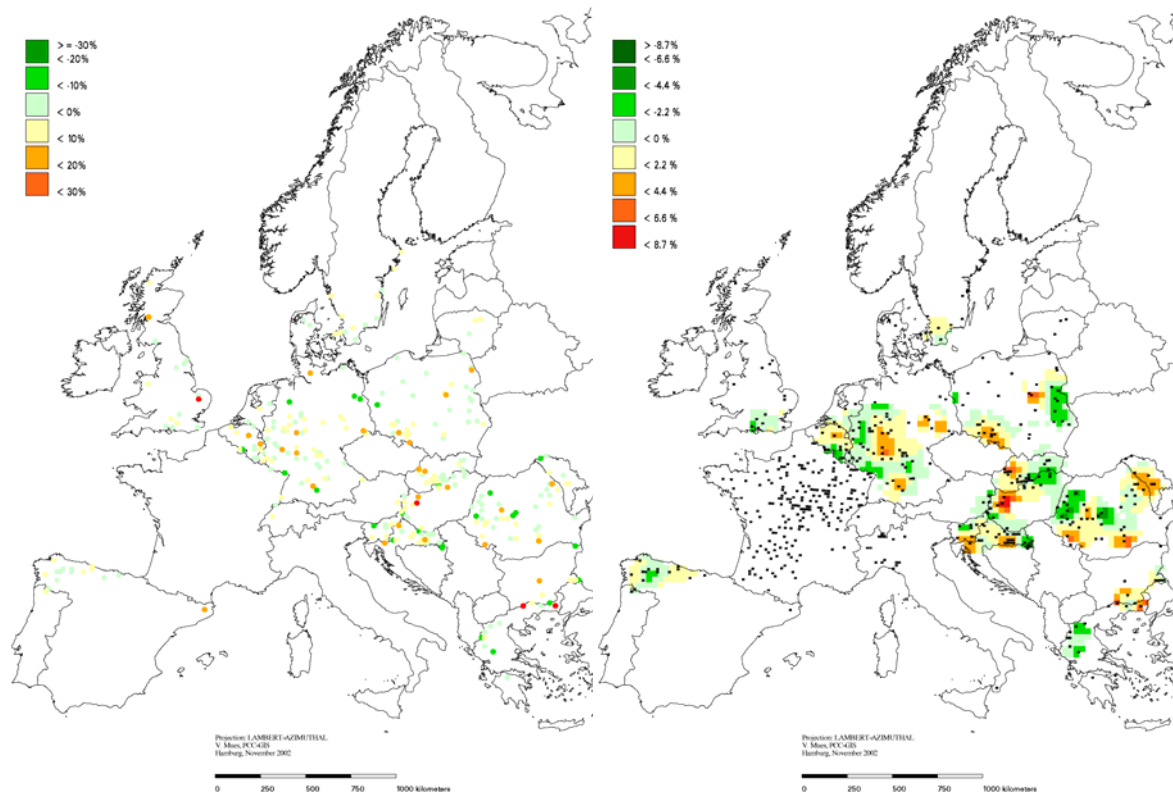 > = -30%
< -20%
< -10%
< 0%
< 10%
< 20%
< 30%
Projection: LAMBERT-AZIMUTHAL
V. Mues, PCC-GIS
Hamburg, November 2002
0 250 500 750 1000 kilometers
> -8.7%
< -6.6 %
< -4.4 %
< -2.2 %
< 0 %
< 2.2 %
< 4.4 %
< 6.6 %
< 8.7 %
Projection: LAMBERT-AZIMUTHAL
V. Mues, PCC-GIS
Hamburg, November 2002
0 250 500 750 1000 kilometers